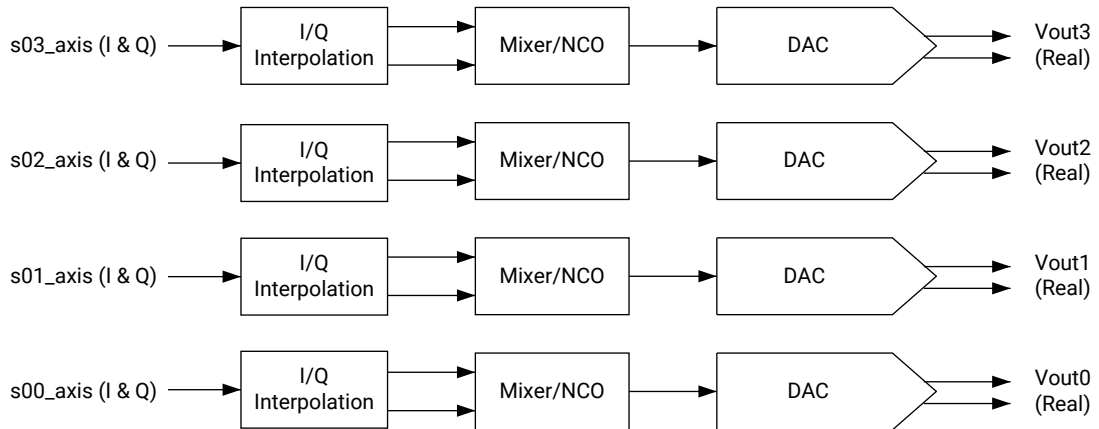 s03_axis (I & Q)
I/Q
Interpolation
Mixer/NCO
DAC
Vout3
(Real)
s02_axis (I & Q)
I/Q
Interpolation
Mixer/NCO
DAC
Vout2
(Real)
s01_axis (I & Q)
I/Q
Interpolation
Mixer/NCO
DAC
Vout1
(Real)
s00_axis (I & Q)
I/Q
Interpolation
Mixer/NCO
DAC
Vout0
(Real)